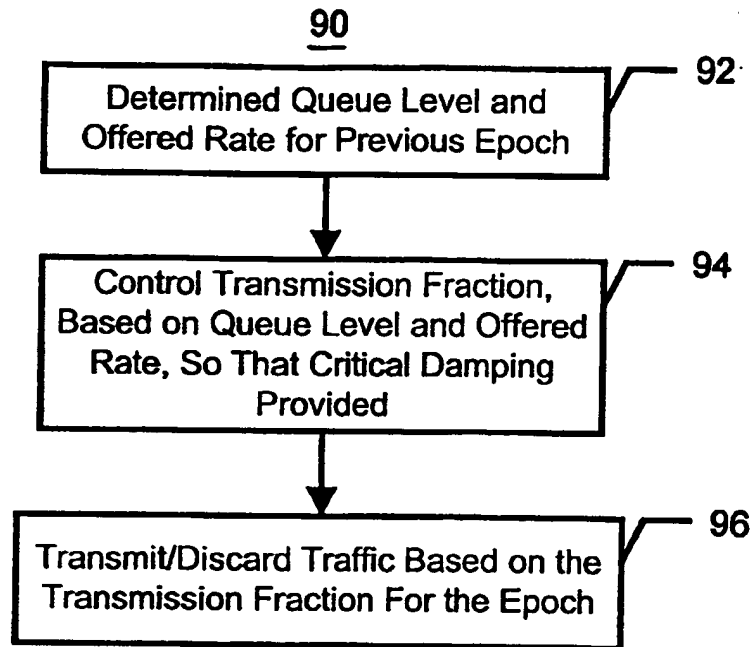 90
92
Determined Queue Level and
Offered Rate for Previous Epoch
94
Control Transmission Fraction,
Based on Queue Level and Offered
Rate, So That Critical Damping
Provided
96
Transmit/Discard Traffic Based on the
Transmission Fraction For the Epoch